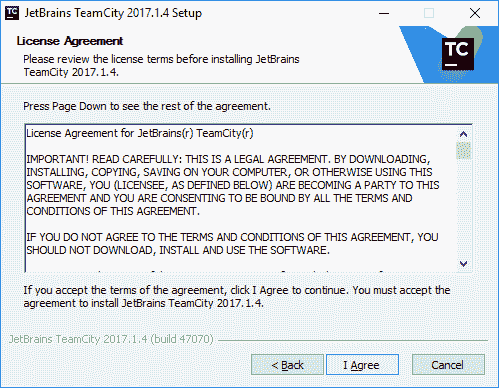 JetBrains TeamCity 2017.1.4 Setup
License Agreement
Please review the license terms before installing JetBrains
TeamCity 2017.1.4.
TC
Press Page Down to see the rest of the agreement.
License Agreement for JetBrains(r) TeamCity(r)
IMPORTANT! READ CAREFULLY: THIS IS A LEGAL AGREEMENT. BY DOWNLOADING,
INSTALLING, COPYING, SAVING ON YOUR COMPUTER, OR OTHERWISE USING THIS
SOFTWARE, YOU (LICENSEE, AS DEFINED BELOW) ARE BECOMING A PARTY TO THIS
AGREEMENT AND YOU ARE CONSENTING TO BE BOUND BY ALL THE TERMS AND
CONDITIONS OF THIS AGREEMENT.
IF YOU DO NOT AGREE TO THE TERMS AND CONDITIONS OF THIS AGREEMENT, YOU
SHOULD NOT DOWNLOAD, INSTALL AND USE THE SOFTWARE.
If you accept the terms of the agreement, click I Agree to continue. You must accept the
agreement to install JetBrains TeamCity 2017.1.4.
JetBrains TeamCity 2017.1.4 (build 47070)
< Back
I Agree
Cancel